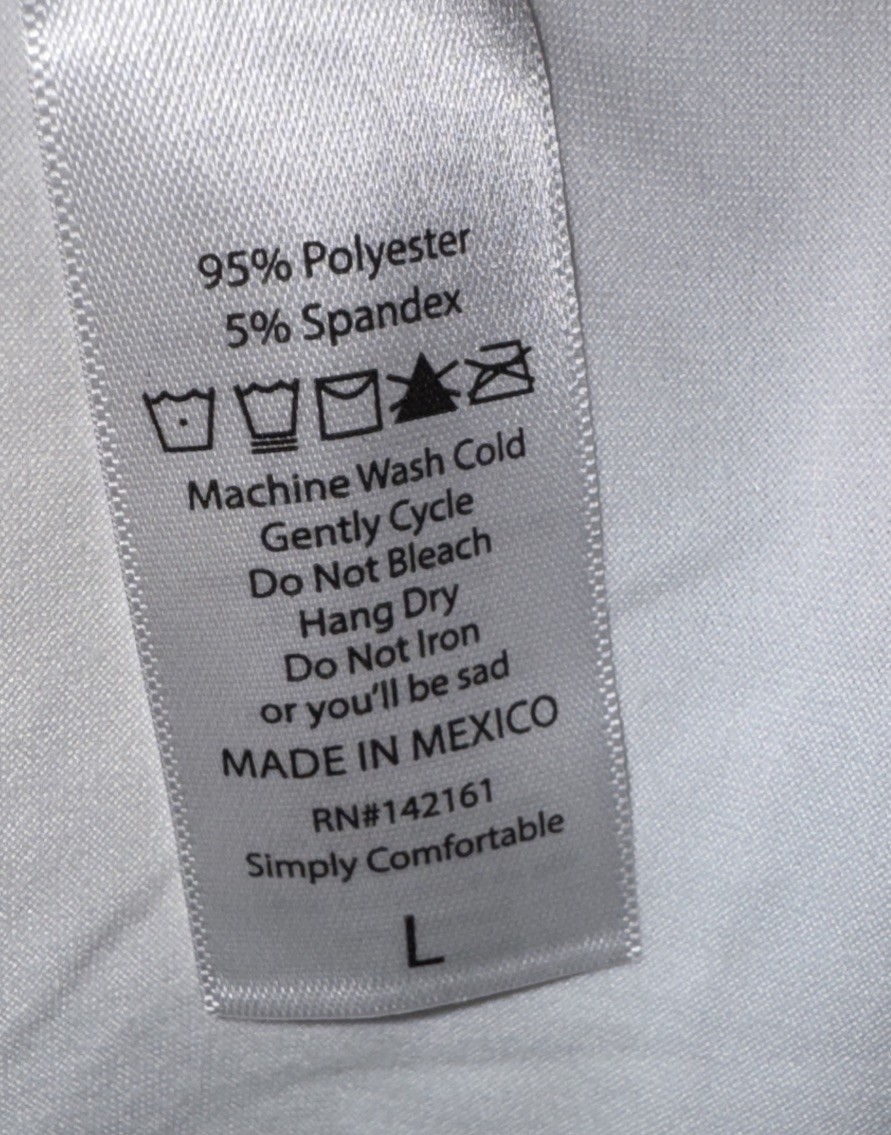 95% Polyester
5% Spandex
Machine Wash Cold
Gently Cycle
Do Not Bleach
Hang Dry
Do Not Iron
or you'll be sad
MADE IN MEXICO
RN#142161
Simply Comfortable
L